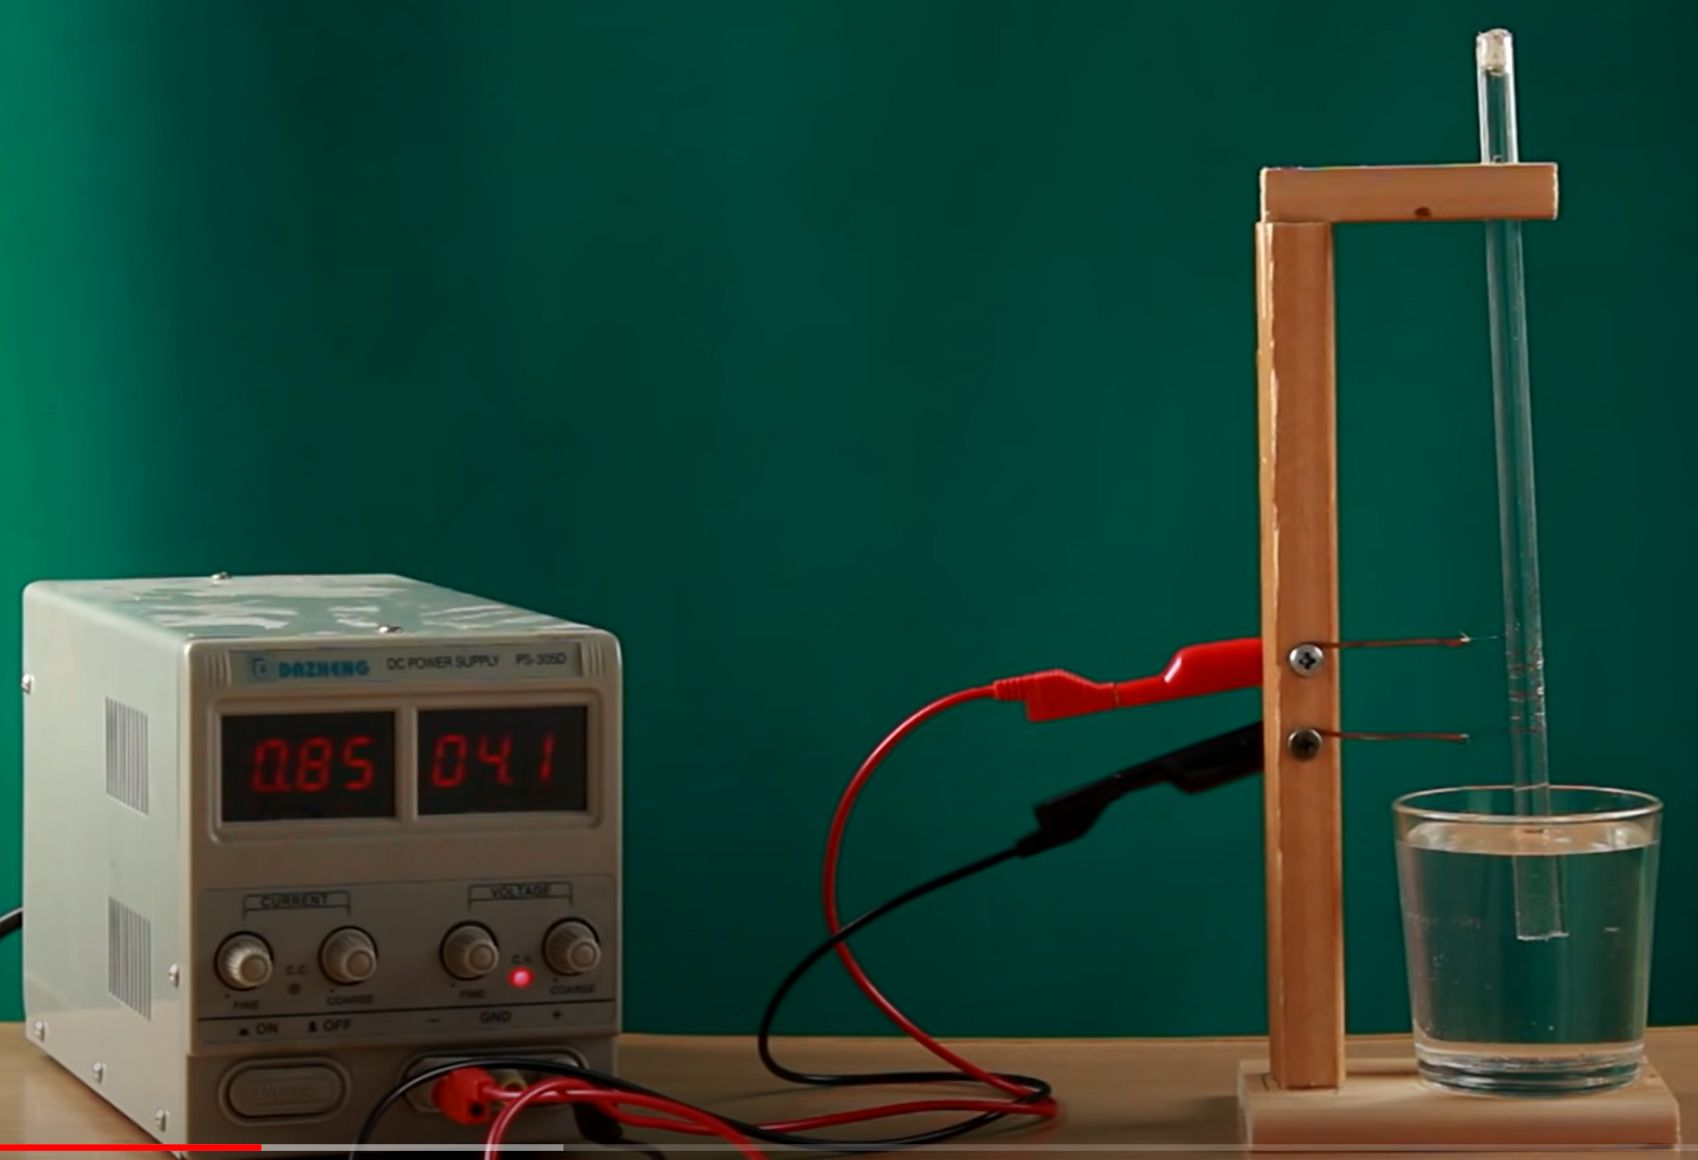 DAZHENG DC POWER SUPPLY PS-305D
0.85 04.1
CURRENT VOLTAGE
C.C. C.V.
FINE COARSE FINE COARSE
ON OFF - GND +